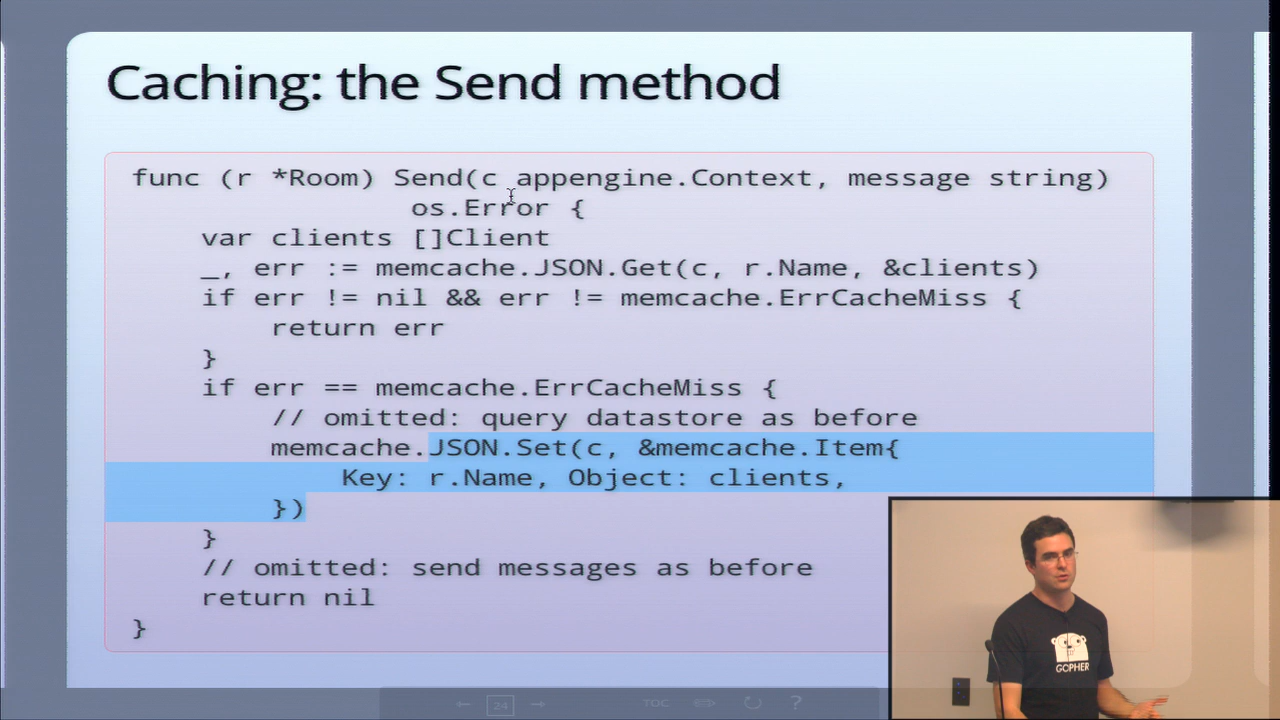 Caching: the Send method
func (r *Room) Send(c appengine.Context, message string)
os.Error {
var clients []Client
_, err := memcache.JSON.Get(c, r.Name, &clients)
if err != nil && err != memcache.ErrCacheMiss {
return err
}
if err == memcache.ErrCacheMiss {
// omitted: query datastore as before
memcache.JSON.Set(c, &memcache.Item{
Key: r.Name, Object: clients,
})
}
// omitted: send messages as before
return nil
}
GOPHER
← 24 → TOC ?